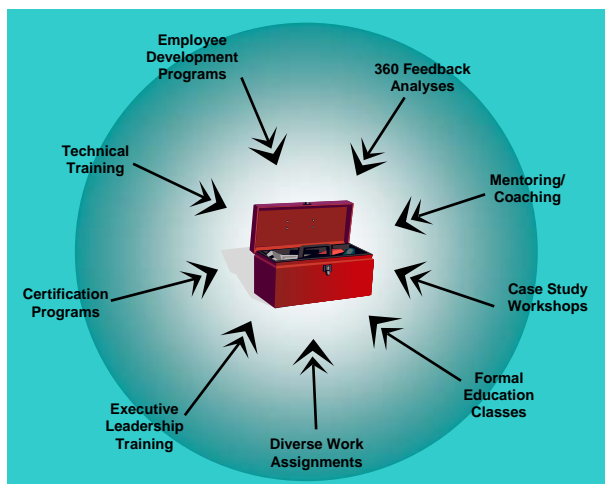 Employee
Development
Programs
360 Feedback
Analyses
Technical
Training
Mentoring/
Coaching
Certification
Programs
Case Study
Workshops
Executive
Leadership
Training
Diverse Work
Assignments
Formal
Education
Classes